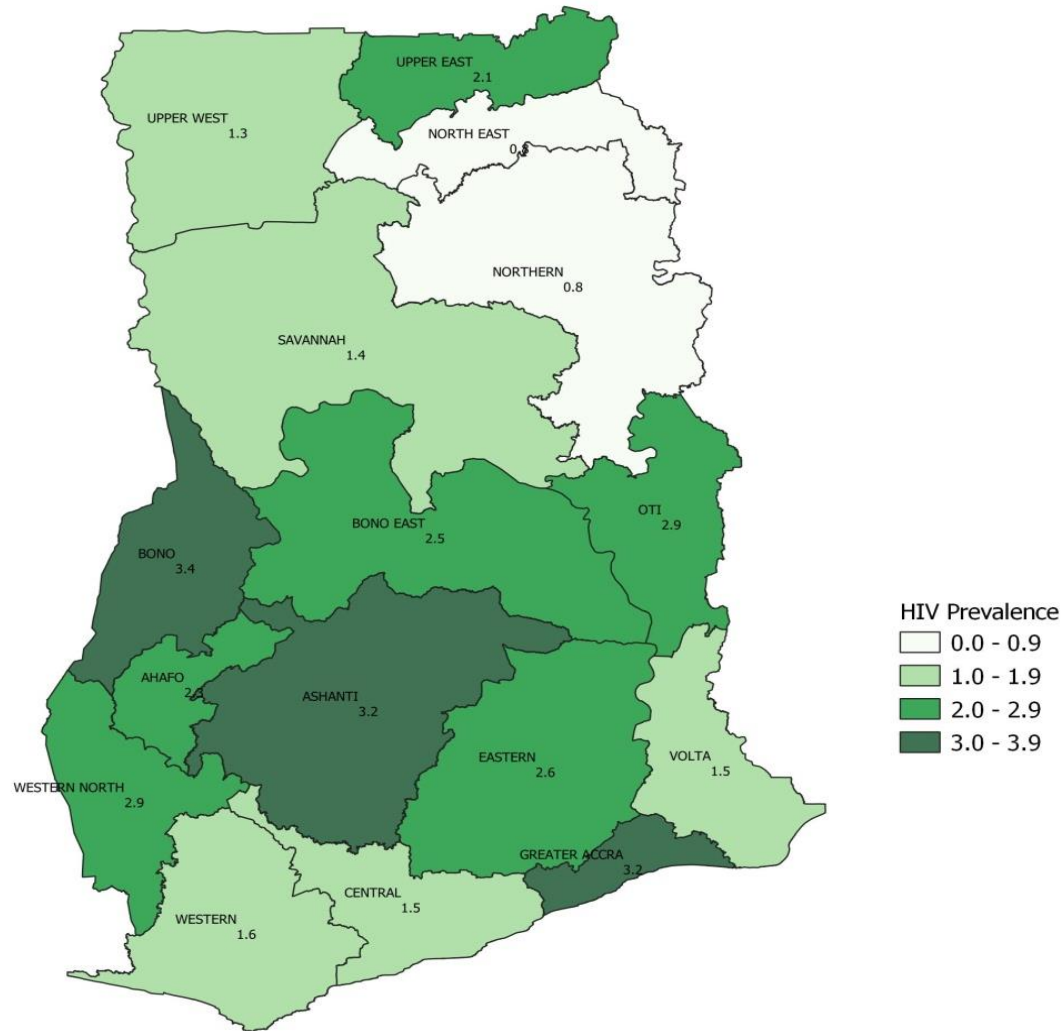 UPPER EAST
2.1
UPPER WEST
1.3
NORTH EAST
NORTHERN
0.8
SAVANNAH
1.4
OTI
2.9
BONO EAST
2.5
BONO
3.4
HIV Prevalence
0.0 - 0.9
1.0 - 1.9
2.0 - 2.9
3.0 - 3.9
AHAFO
2.3
ASHANTI
3.2
EASTERN
2.6
VOLTA
1.5
WESTERN NORTH
2.9
GREATER ACCRA
3.2
CENTRAL
1.5
WESTERN
1.6